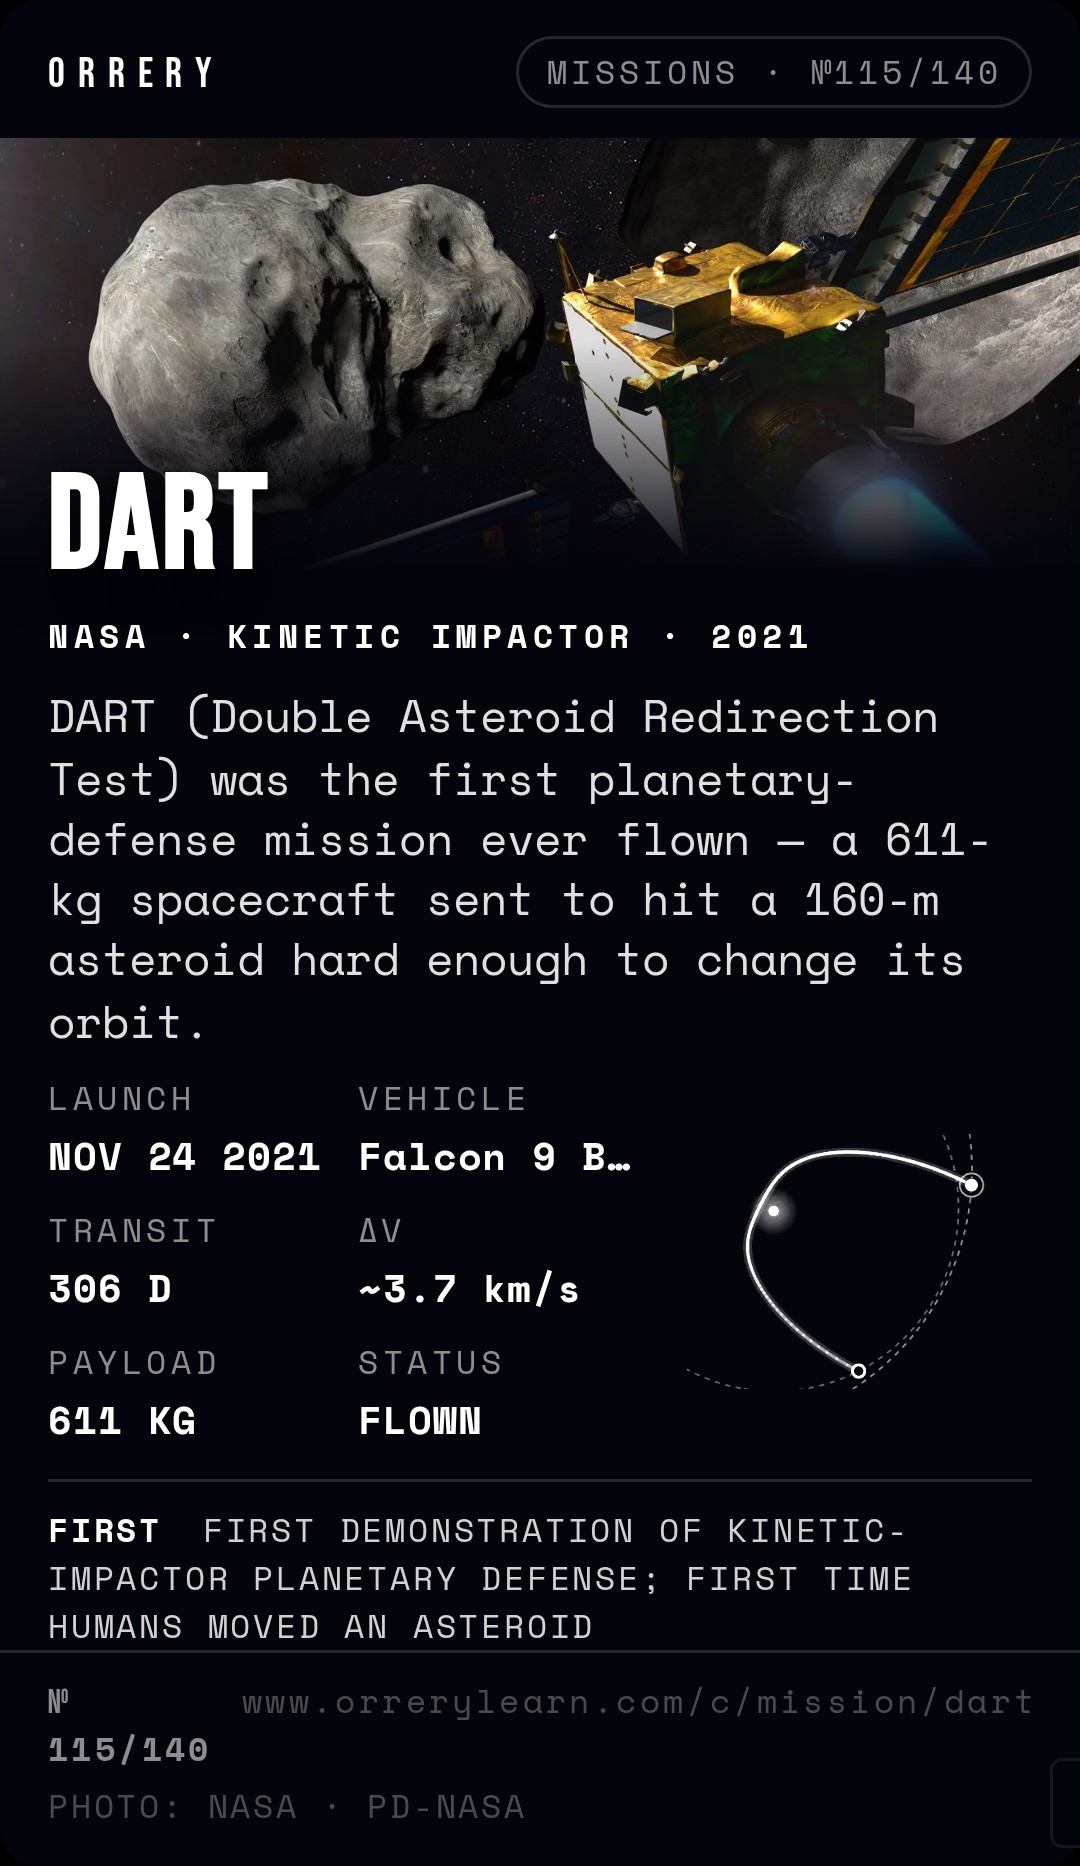 ORRERY
MISSIONS · №115/140
DART
NASA · KINETIC IMPACTOR · 2021
DART (Double Asteroid Redirection
Test) was the first planetary-
defense mission ever flown — a 611-
kg spacecraft sent to hit a 160-m
asteroid hard enough to change its
orbit.
LAUNCH
NOV 24 2021
VEHICLE
Falcon 9 B…
TRANSIT
306 D
ΔV
~3.7 km/s
PAYLOAD
611 KG
STATUS
FLOWN
FIRST FIRST DEMONSTRATION OF KINETIC-
IMPACTOR PLANETARY DEFENSE; FIRST TIME
HUMANS MOVED AN ASTEROID
№
115/140
www.orrerylearn.com/c/mission/dart
PHOTO: NASA · PD-NASA